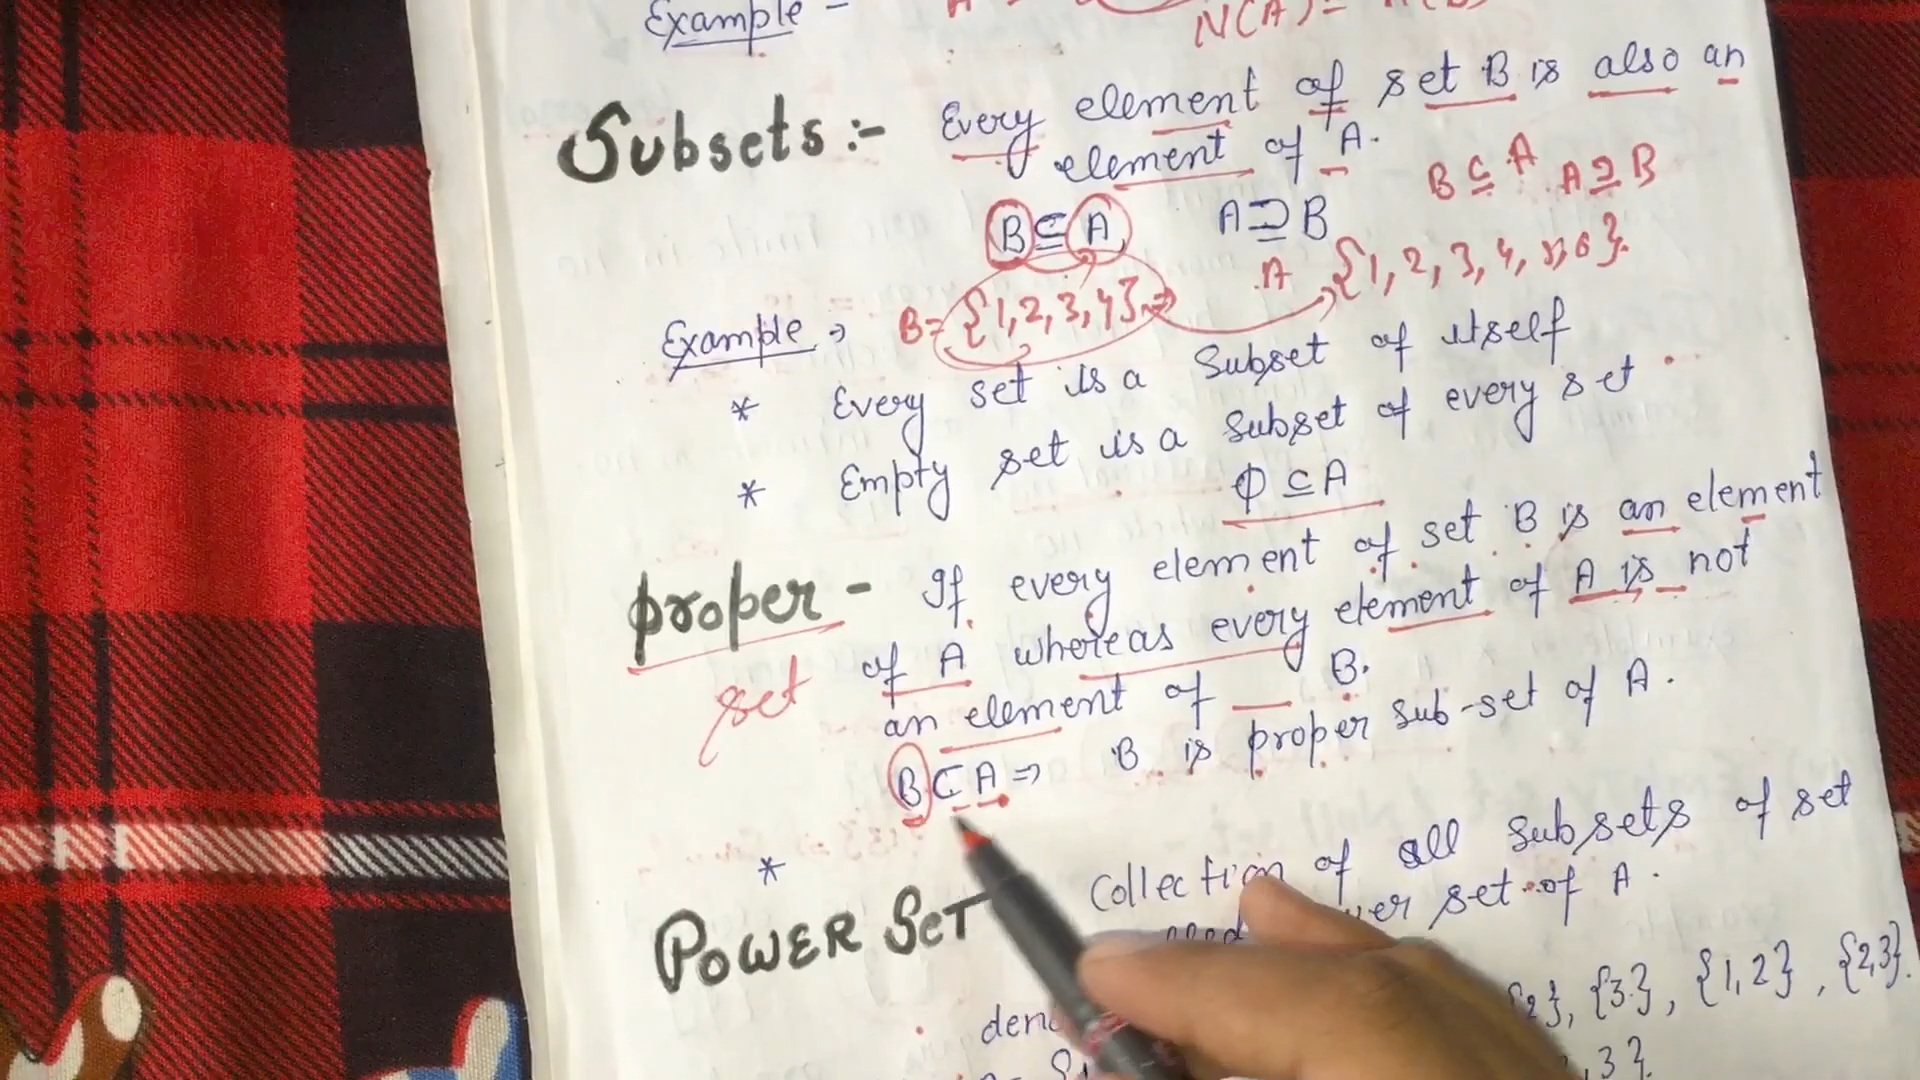 Example -
N(A) =
Subsets :- Every element of set B is also an
element of A.
B ⊆ A A ⊇ B
B ⊆ A, A ⊇ B
A {1, 2, 3, 4, 5, 6}.
Example → B = {1, 2, 3, 4} ⇒
* Every set is a subset of itself
* Empty set is a subset of every set
ϕ ⊆ A
proper - If every element of set B is an element
set of A whereas every element of A is not
an element of B.
B ⊂ A ⇒ B is proper sub-set of A.
*
POWER SET Collection of all subsets of set
set of A.
{2}, {3}, {1, 2}, {2,3}.